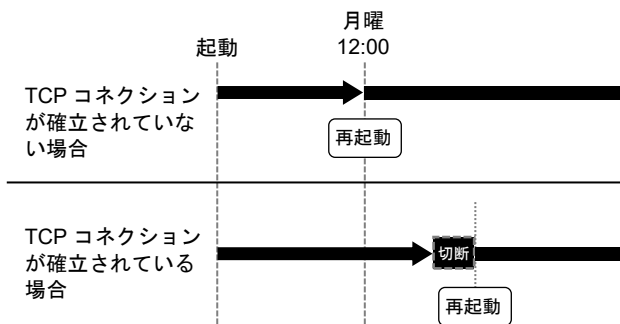 月曜
起動
12:00
TCP コネクション
が確立されていな
い場合
再起動
TCP コネクション
が確立されている
場合
切断
再起動